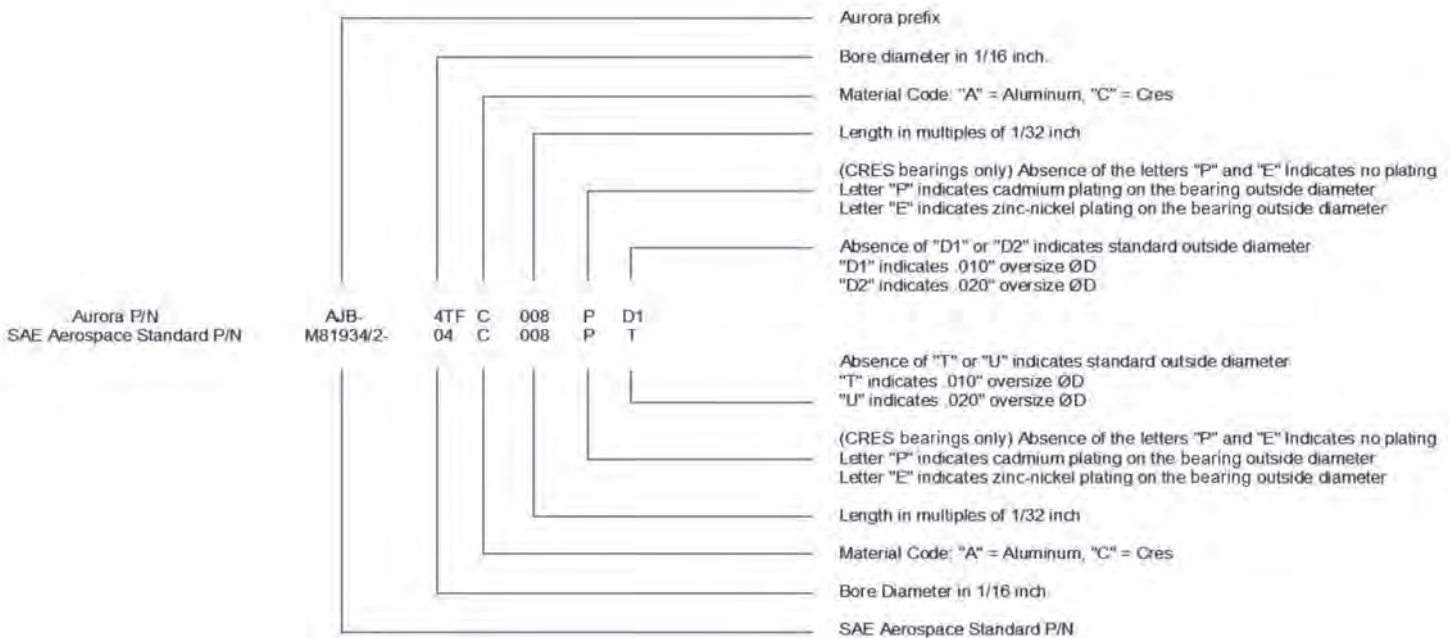 Aurora prefix
Bore diameter in 1/16 inch.
Material Code: "A" = Aluminum, "C" = Cres
Length in multiples of 1/32 inch
(CRES bearings only) Absence of the letters "P" and "E" Indicates no plating
Letter "P" indicates cadmium plating on the bearing outside diameter
Letter "E" indicates zinc-nickel plating on the bearing outside diameter
Absence of "D1" or "D2" indicates standard outside diameter
"D1" indicates .010" oversize ØD
"D2" indicates .020" oversize ØD
Aurora P/N AJB- 4TF C 008 P D1
SAE Aerospace Standard P/N M81934/2- 04 C 008 P T
Absence of "T" or "U" indicates standard outside diameter
"T" indicates .010" oversize ØD
"U" indicates .020" oversize ØD
(CRES bearings only) Absence of the letters "P" and "E" Indicates no plating
Letter "P" indicates cadmium plating on the bearing outside diameter
Letter "E" indicates zinc-nickel plating on the bearing outside diameter
Length in multiples of 1/32 inch
Material Code: "A" = Aluminum, "C" = Cres
Bore Diameter in 1/16 inch
SAE Aerospace Standard P/N